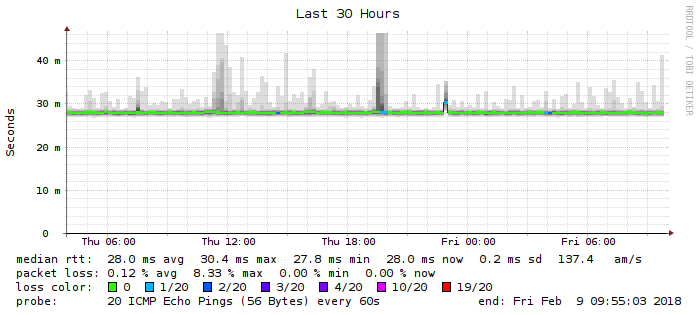 Last 30 Hours
RRDTOOL / TOBI OETIKER
Seconds
40 m
30 m
20 m
10 m
0
Thu 06:00 Thu 12:00 Thu 18:00 Fri 00:00 Fri 06:00
median rtt: 28.0 ms avg 30.4 ms max 27.8 ms min 28.0 ms now 0.2 ms sd 137.4 am/s
packet loss: 0.12 % avg 8.33 % max 0.00 % min 0.00 % now
loss color: 0 1/20 2/20 3/20 4/20 10/20 19/20
probe: 20 ICMP Echo Pings (56 Bytes) every 60s end: Fri Feb 9 09:55:03 2018